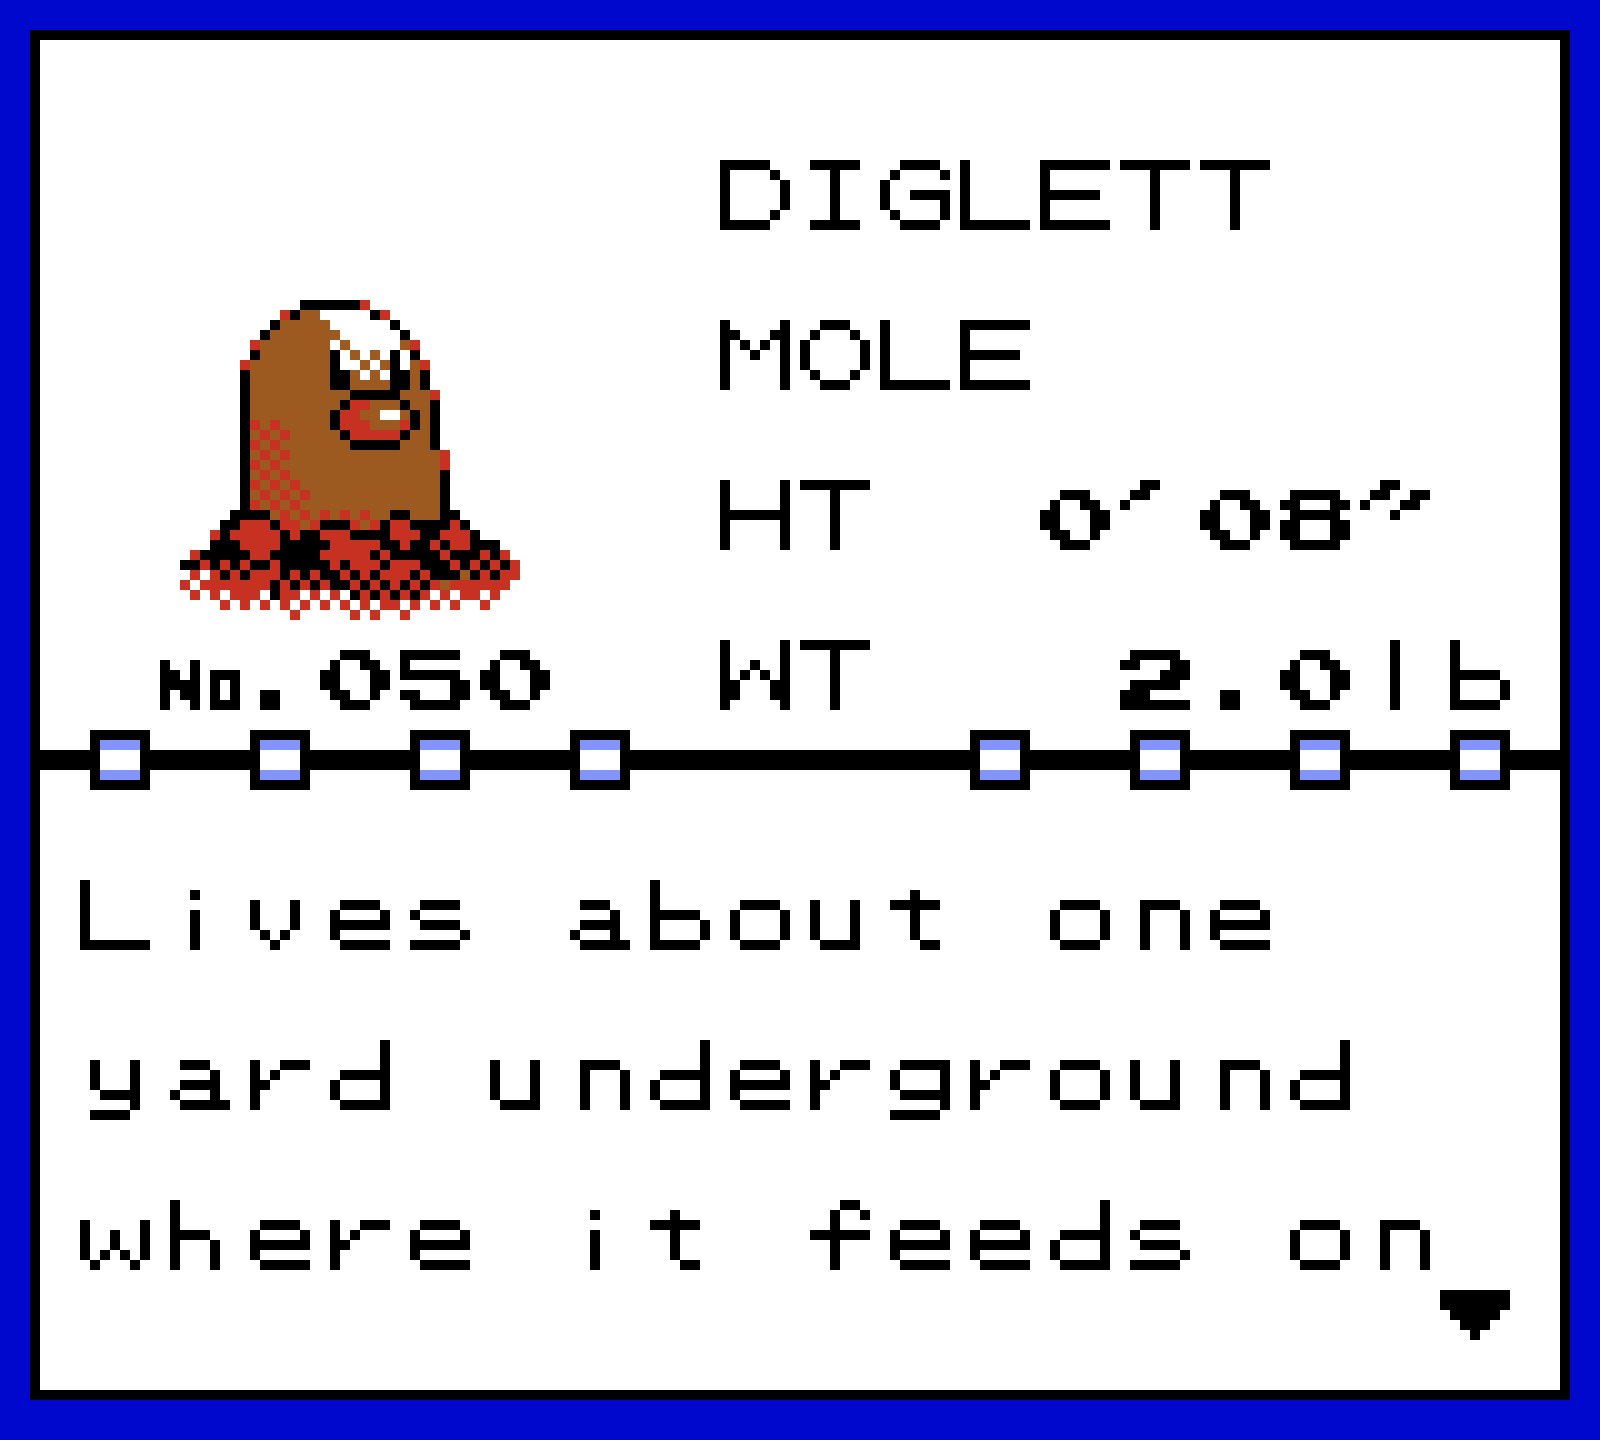 DIGLETT
MOLE
HT 0′08″
WT 2.0lb
No.050
Lives about one
yard underground
where it feeds on